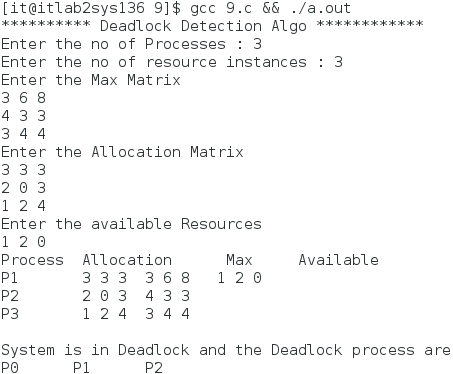 [it@itlab2sys136 9]$ gcc 9.c && ./a.out
********** Deadlock Detection Algo ************
Enter the no of Processes : 3
Enter the no of resource instances : 3
Enter the Max Matrix
3 6 8
4 3 3
3 4 4
Enter the Allocation Matrix
3 3 3
2 0 3
1 2 4
Enter the available Resources
1 2 0
Process  Allocation      Max     Available
P1       3 3 3  3 6 8   1 2 0
P2       2 0 3  4 3 3
P3       1 2 4  3 4 4
System is in Deadlock and the Deadlock process are
P0      P1      P2